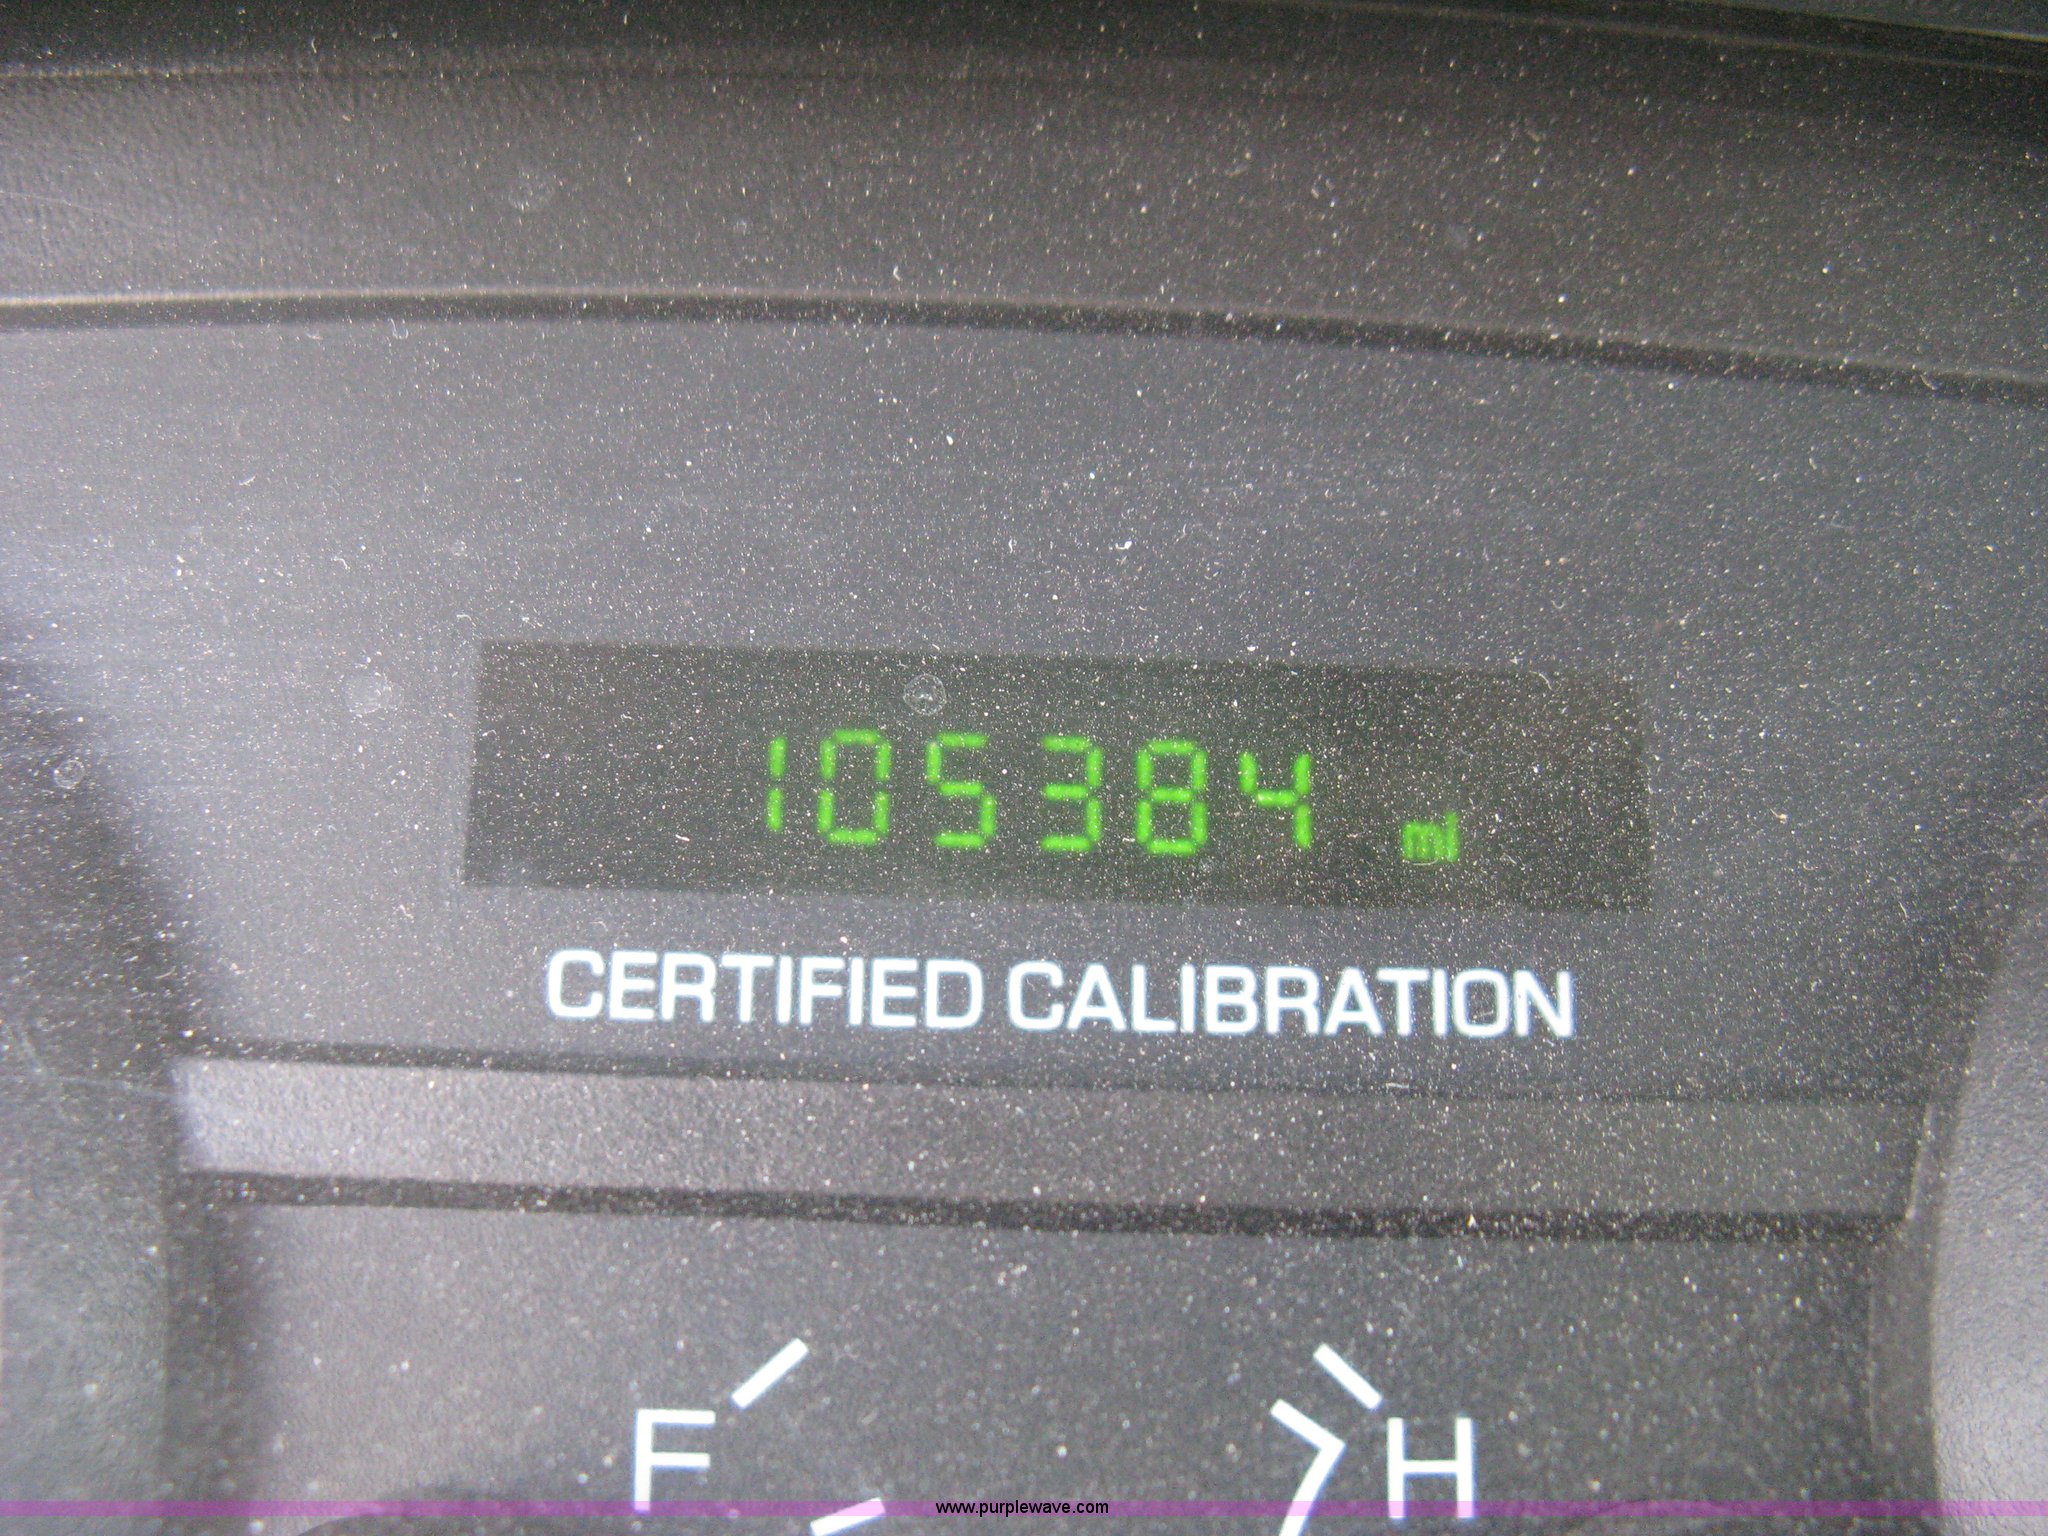 105384 mi
CERTIFIED CALIBRATION
F H
www.purplewave.com